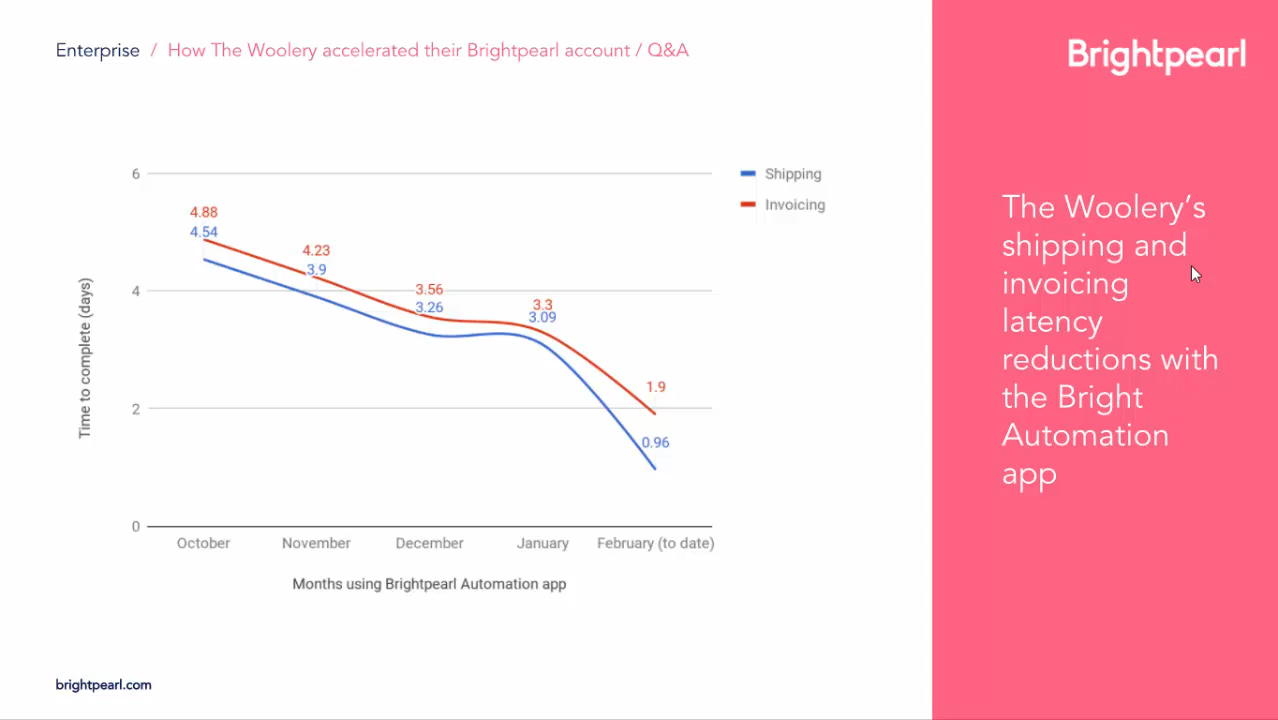 Enterprise / How The Woolery accelerated their Brightpearl account / Q&A
Brightpearl
6
4
2
0
Time to complete (days)
4.88
4.54
4.23
3.9
3.56
3.26
3.3
3.09
1.9
0.96
October
November
December
January
February (to date)
Months using Brightpearl Automation app
Shipping
Invoicing
The Woolery’s
shipping and
invoicing
latency
reductions with
the Bright
Automation
app
brightpearl.com